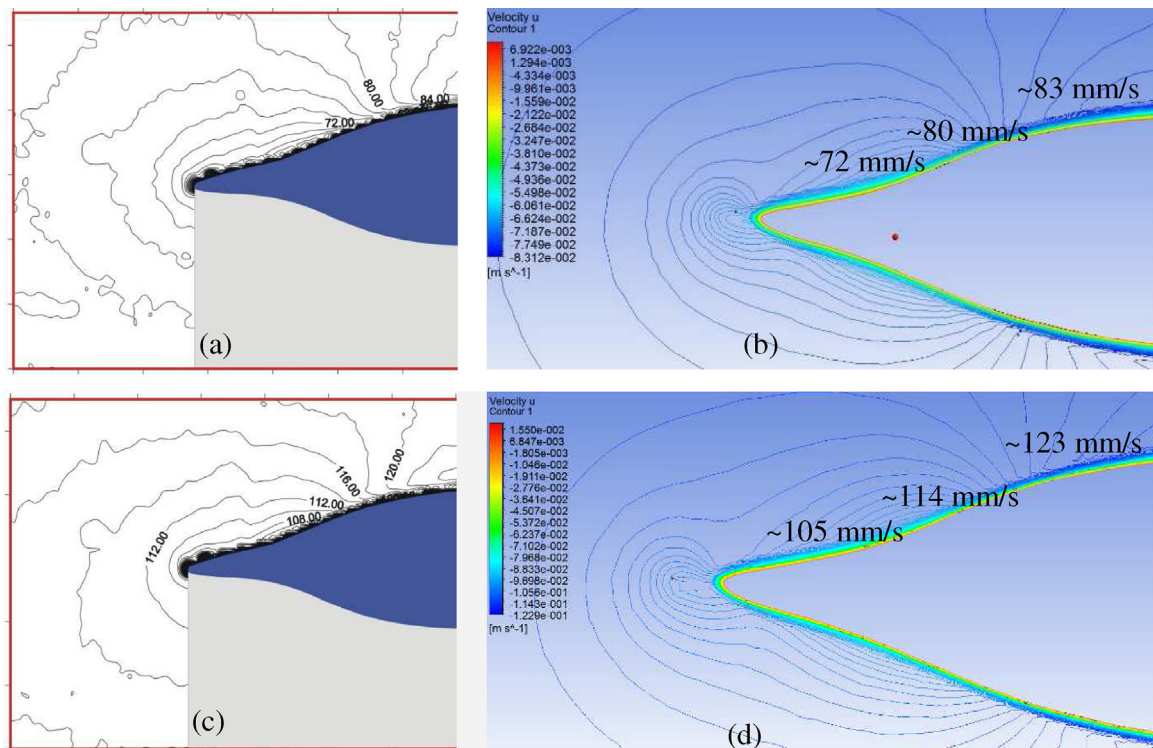 80.00
84.00
72.00
(a)
Velocity u
Contour 1
6.922e-003
1.294e-003
-4.334e-003
-9.961e-003
-1.559e-002
-2.122e-002
-2.684e-002
-3.247e-002
-3.810e-002
-4.373e-002
-4.936e-002
-5.498e-002
-6.061e-002
-6.624e-002
-7.187e-002
-7.749e-002
-8.312e-002
[m s^-1]
~83 mm/s
~80 mm/s
~72 mm/s
(b)
120.00
116.00
112.00
108.00
112.00
(c)
Velocity u
Contour 1
1.550e-002
6.847e-003
-1.805e-003
-1.046e-002
-1.911e-002
-2.776e-002
-3.641e-002
-4.507e-002
-5.372e-002
-6.237e-002
-7.102e-002
-7.968e-002
-8.833e-002
-9.698e-002
-1.056e-001
-1.143e-001
-1.229e-001
[m s^-1]
~123 mm/s
~114 mm/s
~105 mm/s
(d)